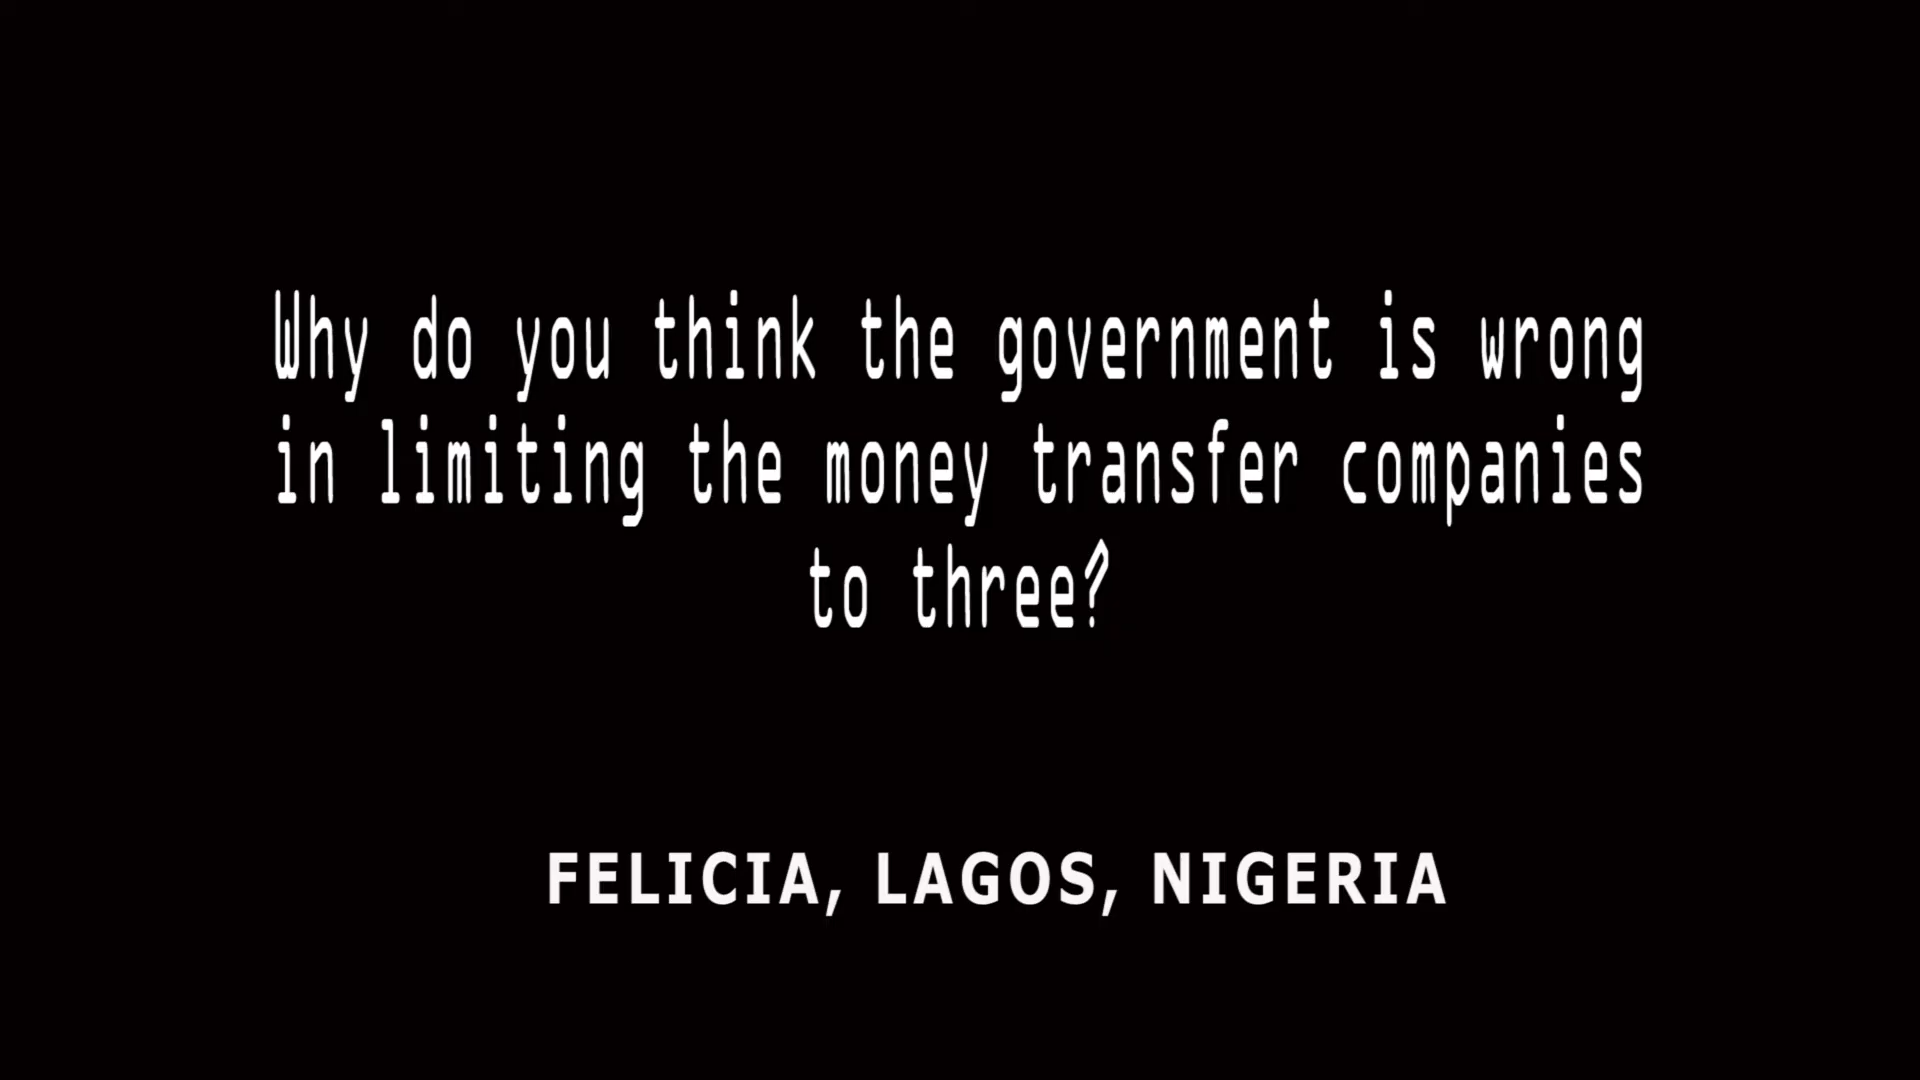 Why do you think the government is wrong
in limiting the money transfer companies
to three?
FELICIA, LAGOS, NIGERIA